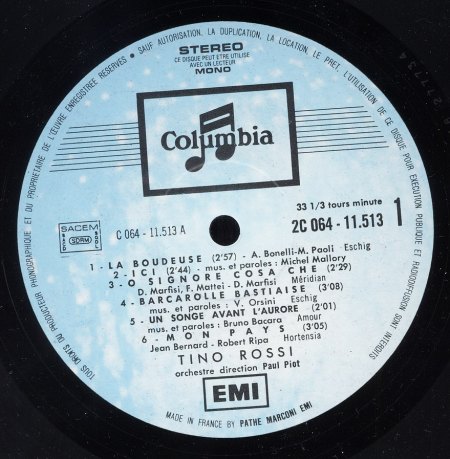 SAUF AUTORISATION, LA DUPLICATION, LA LOCATION, LE PRET, L'UTILISATION DE CE DISQUE POUR EXECUTION PUBLIQUE ET RADIODIFFUSION SONT INTERDITS
TOUS DROITS DU PRODUCTEUR PHONOGRAPHIQUE ET DU PROPRIETAIRE DE L'ŒUVRE ENREGISTREE RESERVES •
STEREO
CE DISQUE PEUT ETRE UTILISE
AVEC UN LECTEUR
MONO
Columbia
33 1/3 tours minute
SACEM
SDRM
C 064 - 11.513 A
2C 064 - 11.513
1
1 - LA BOUDEUSE (2'57) - A. Bonelli-M. Paoli Eschig
2 - ICI (2'44) - mus. et paroles : Michel Mallory
3 - O SIGNORE COSA CHE (2'29)
D. Marfisi, F. Mattei - D. Marfisi Méridian
4 - BARCAROLLE BASTIAISE (3'08)
mus. et paroles : V. Orsini Eschig
5 - UN SONGE AVANT L'AURORE (2'01)
mus. et paroles : Bruno Bacara Amour
6 - MON PAYS (3'05)
Jean Bernard - Robert Ripa Hortensia
TINO ROSSI
orchestre direction Paul Piot
EMI
MADE IN FRANCE BY PATHE MARCONI EMI